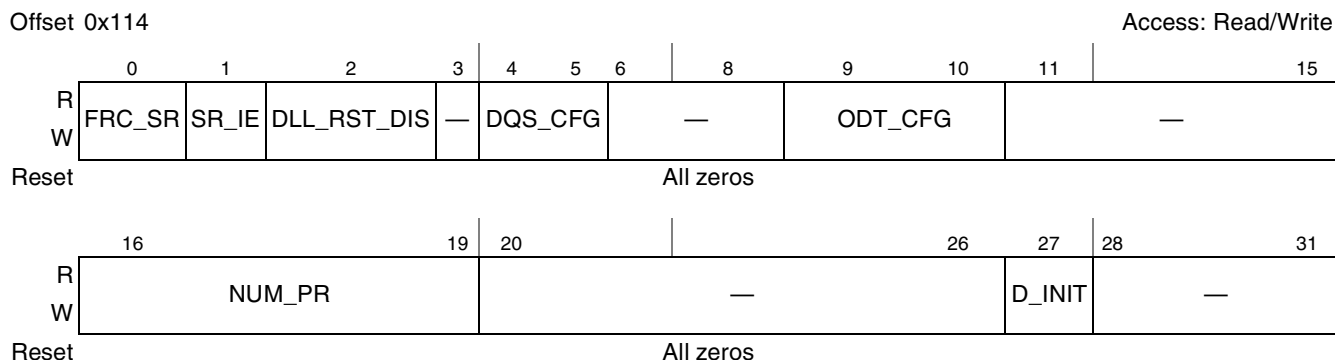 Offset 0x114 Access: Read/Write
0 1 2 3 4 5 6 8 9 10 11 15
R
W
FRC_SR SR_IE DLL_RST_DIS — DQS_CFG — ODT_CFG —
Reset All zeros
16 19 20 26 27 28 31
R
W
NUM_PR — D_INIT —
Reset All zeros